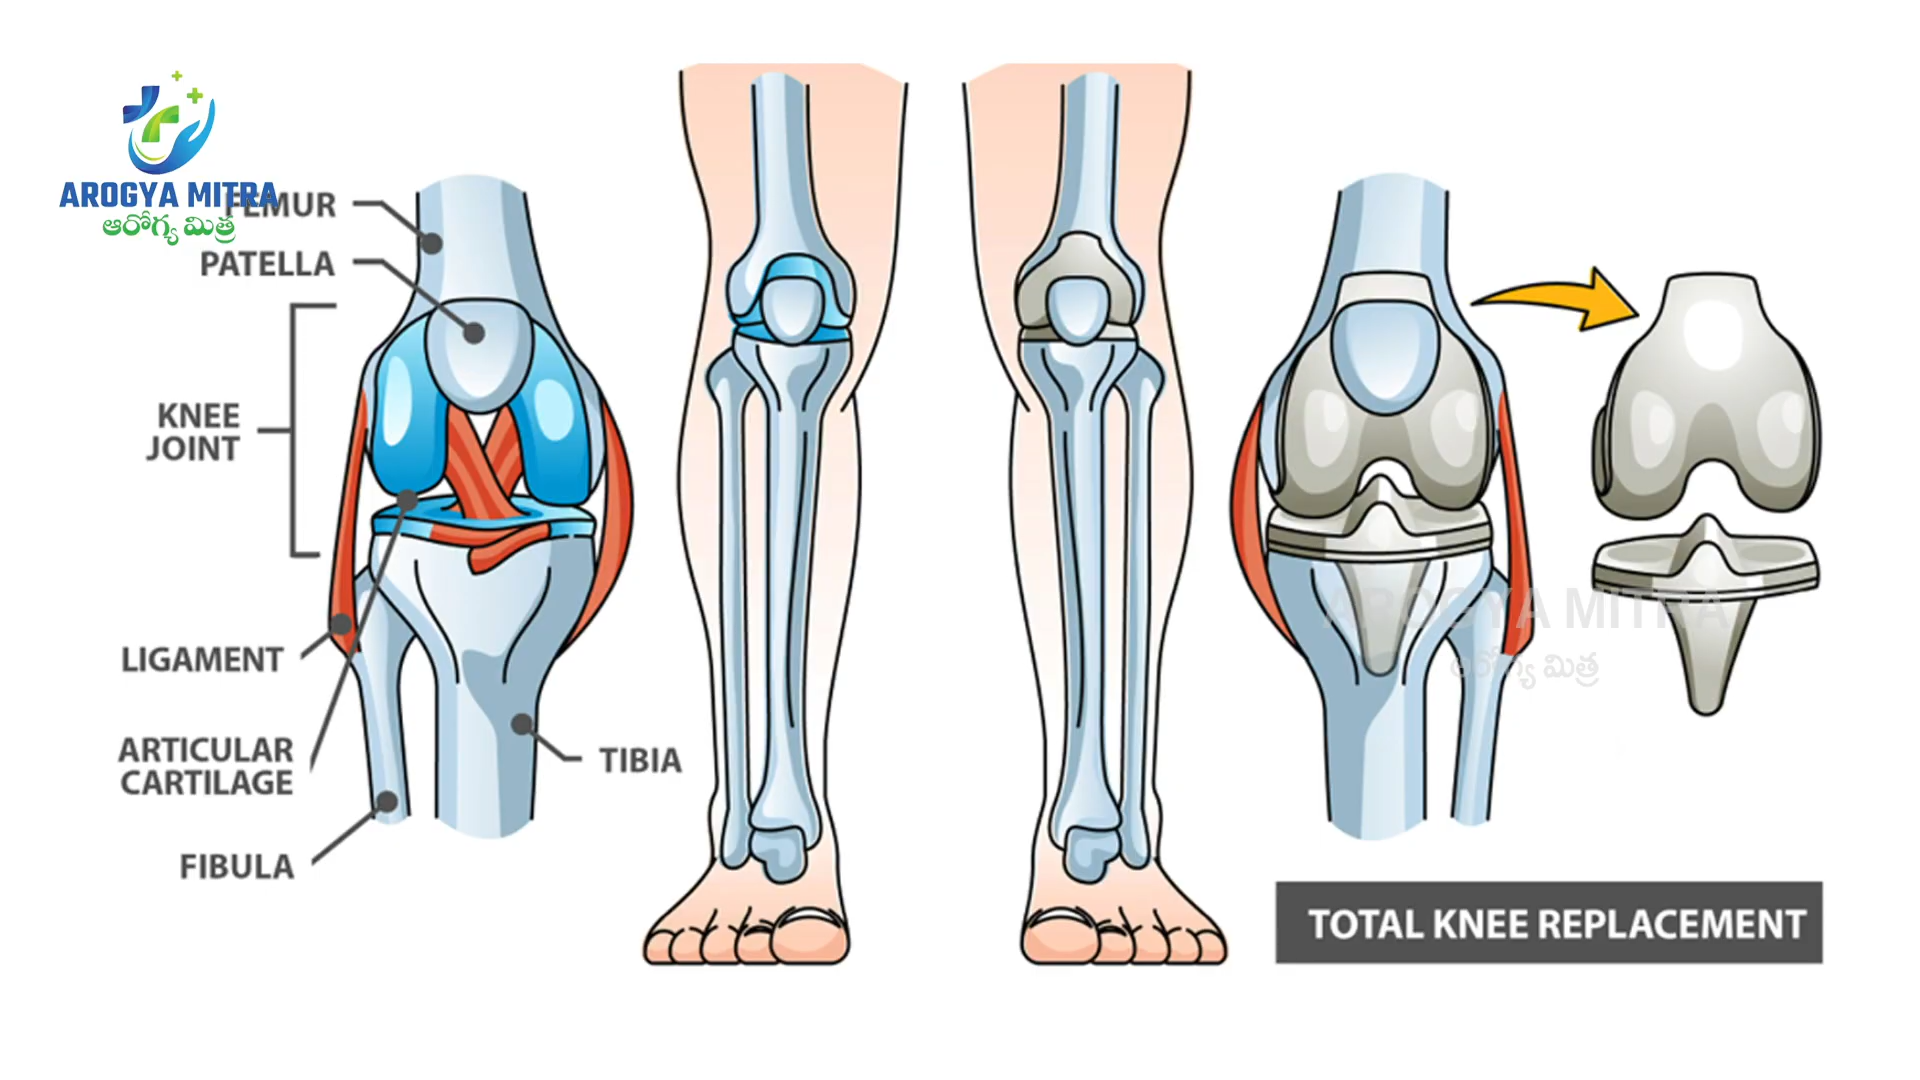 AROGYA MITRA
ఆరోగ్య మిత్ర
FEMUR
PATELLA
KNEE
JOINT
LIGAMENT
ARTICULAR
CARTILAGE
FIBULA
TIBIA
AROGYA MITRA
ఆరోగ్య మిత్ర
TOTAL KNEE REPLACEMENT